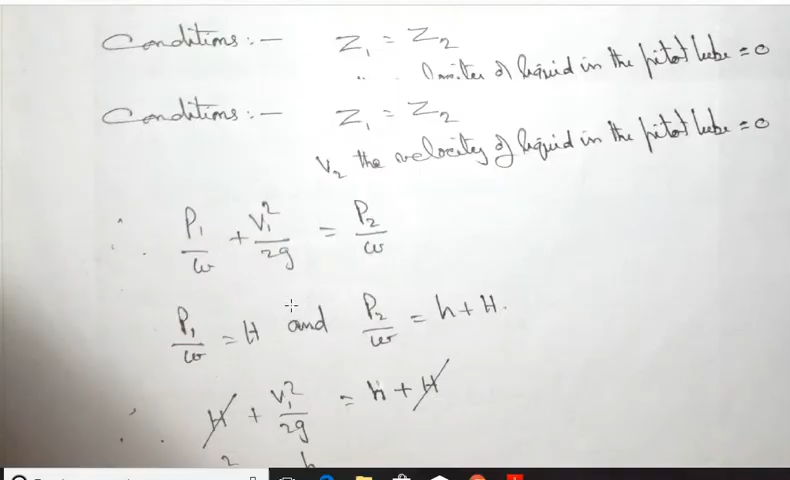 Conditions :— Z₁ = Z₂
of liquid in the pitot tube = 0
Conditions :— Z₁ = Z₂
V₂ the velocity of liquid in the pitot tube = 0
∴ P₁/w + V₁²/2g = P₂/w
P₁/w = H and P₂/w = h + H.
∴ H + V₁²/2g = h + H